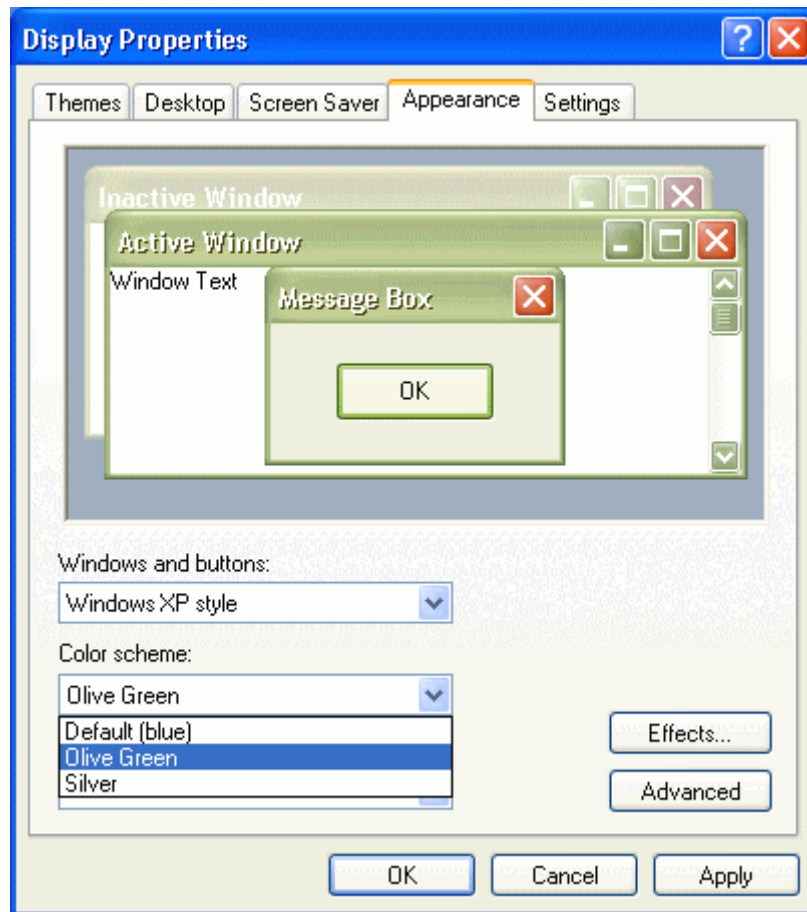 Display Properties
Themes Desktop Screen Saver Appearance Settings
Inactive Window
Active Window
Window Text
Message Box
OK
Windows and buttons:
Windows XP style
Color scheme:
Olive Green
Default (blue)
Olive Green
Silver
Effects...
Advanced
OK Cancel Apply